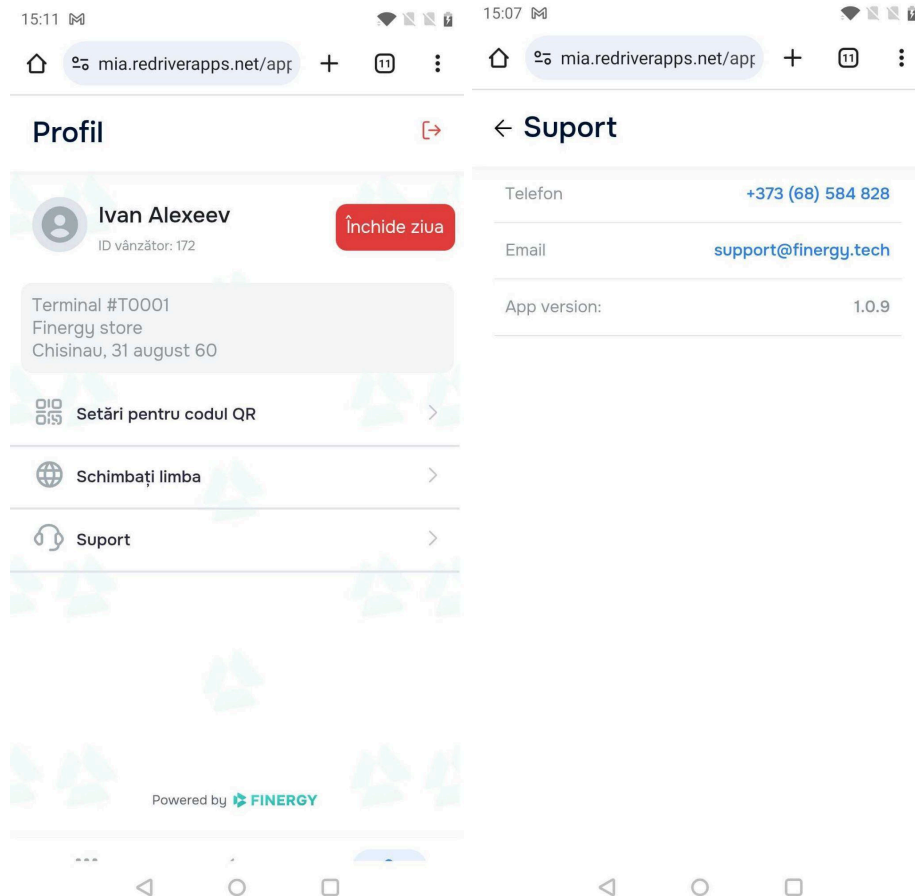 15:11
mia.redriverapps.net/app
11
Profil
Ivan Alexeev
ID vânzător: 172
Închide ziua
Terminal #T0001
Finergy store
Chisinau, 31 august 60
Setări pentru codul QR
Schimbați limba
Suport
Powered by FINERGY
15:07
mia.redriverapps.net/app
11
Suport
Telefon +373 (68) 584 828
Email support@finergy.tech
App version: 1.0.9